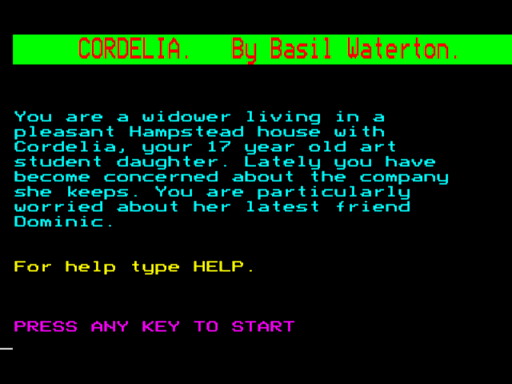 CORDELIA. By Basil Waterton.
You are a widower living in a
pleasant Hampstead house with
Cordelia, your 17 year old art
student daughter. Lately you have
become concerned about the company
she keeps. You are particularly
worried about her latest friend
Dominic.
For help type HELP.
PRESS ANY KEY TO START